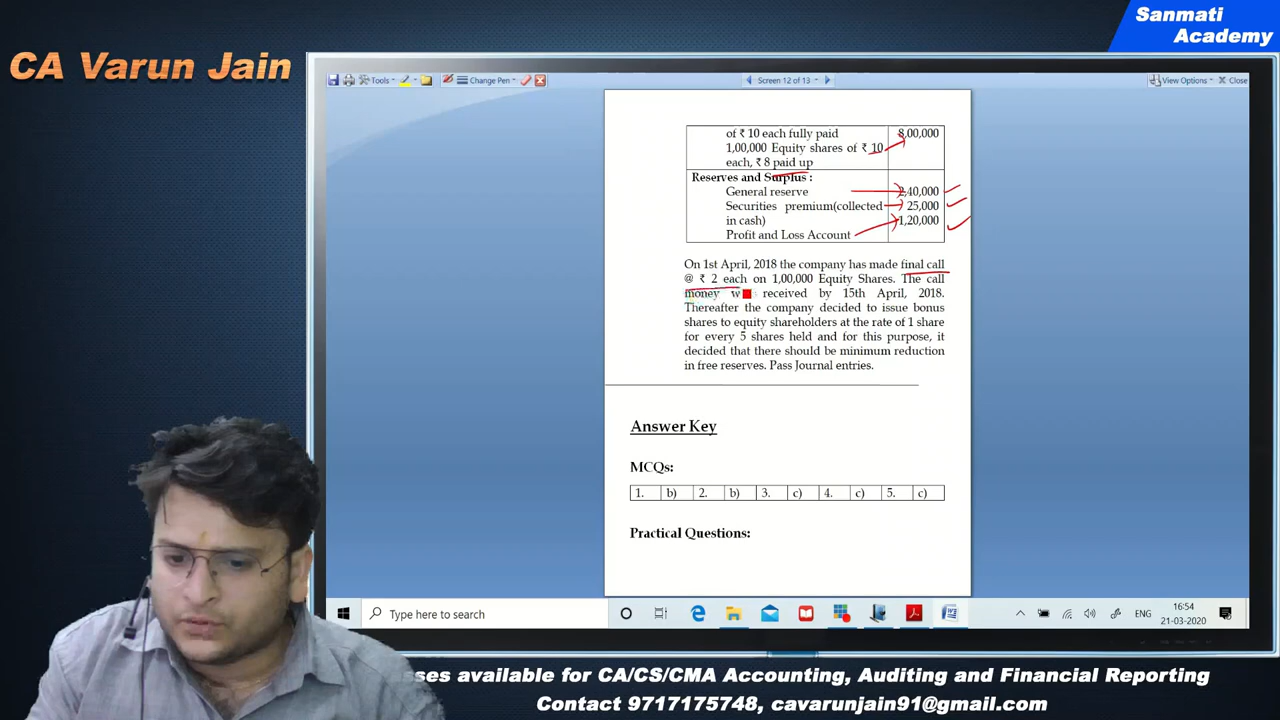 Sanmati
Academy
CA Varun Jain
Tools
Change Pen
Screen 12 of 13
View Options
Close
of ₹ 10 each fully paid
1,00,000 Equity shares of ₹ 10
each, ₹ 8 paid up
8,00,000
Reserves and Surplus :
General reserve
2,40,000
Securities premium(collected
in cash)
25,000
Profit and Loss Account
1,20,000
On 1st April, 2018 the company has made final call
@ ₹ 2 each on 1,00,000 Equity Shares. The call
money received by 15th April, 2018.
Thereafter the company decided to issue bonus
shares to equity shareholders at the rate of 1 share
for every 5 shares held and for this purpose, it
decided that there should be minimum reduction
in free reserves. Pass Journal entries.
Answer Key
MCQs:
1. b) 2. b) 3. c) 4. c) 5. c)
Practical Questions:
Type here to search
ENG
16:54
21-03-2020
sses available for CA/CS/CMA Accounting, Auditing and Financial Reporting
Contact 9717175748, cavarunjain91@gmail.com